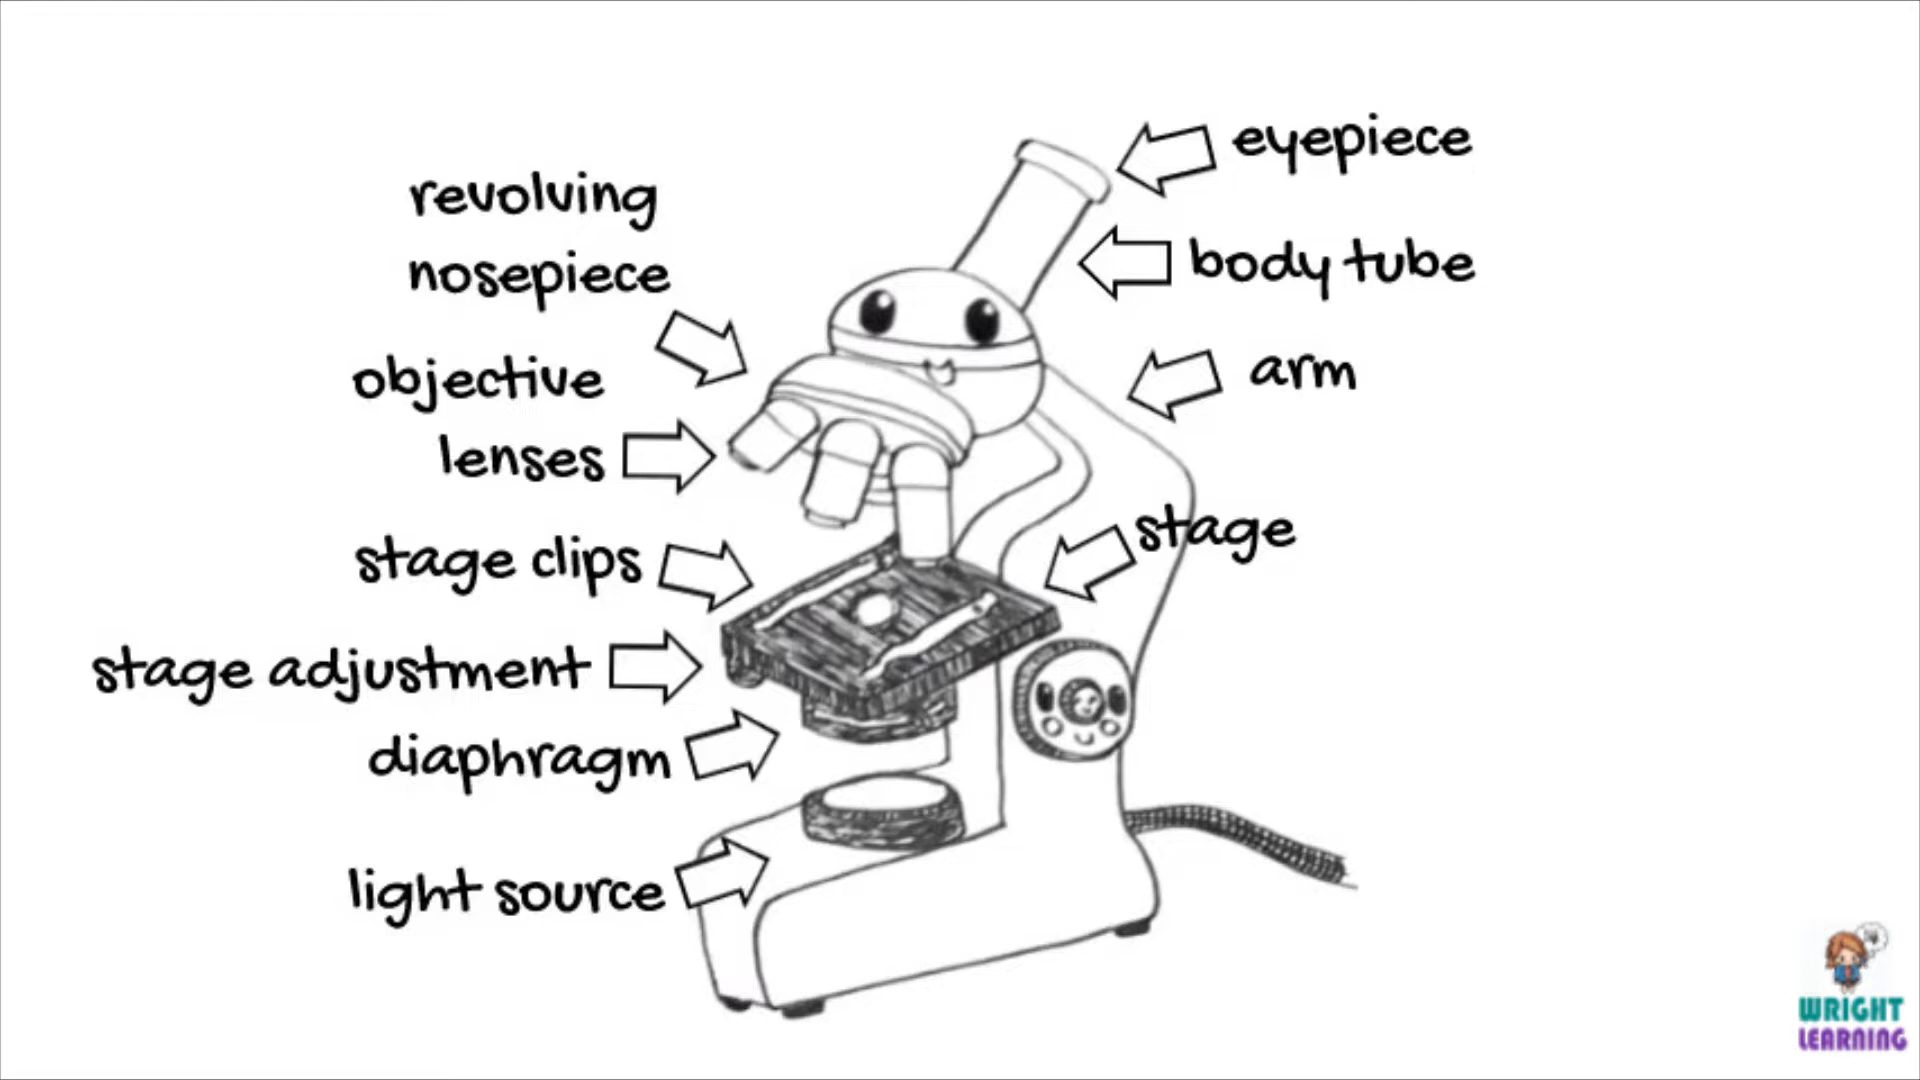 eyepiece
revolving
nosepiece
body tube
arm
objective
lenses
stage
stage clips
stage adjustment
diaphragm
light source
WRIGHT
LEARNING